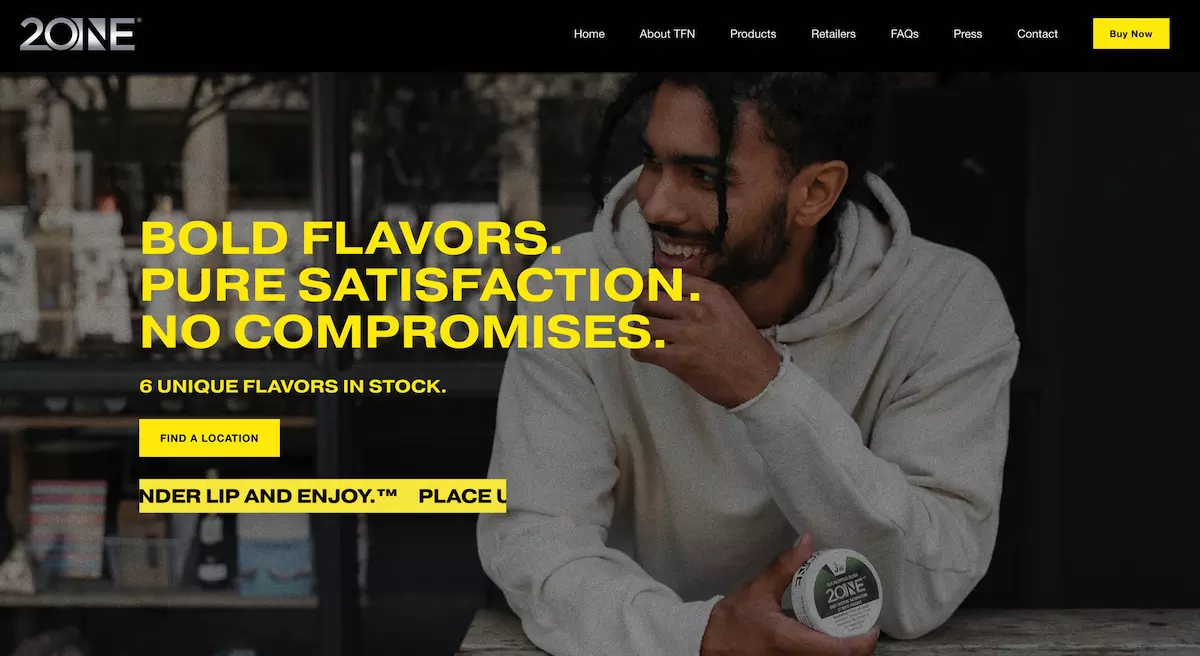 2ONE®
Home
About TFN
Products
Retailers
FAQs
Press
Contact
Buy Now
BOLD FLAVORS.
PURE SATISFACTION.
NO COMPROMISES.
6 UNIQUE FLAVORS IN STOCK.
FIND A LOCATION
NDER LIP AND ENJOY.™ PLACE U
3
2ONE